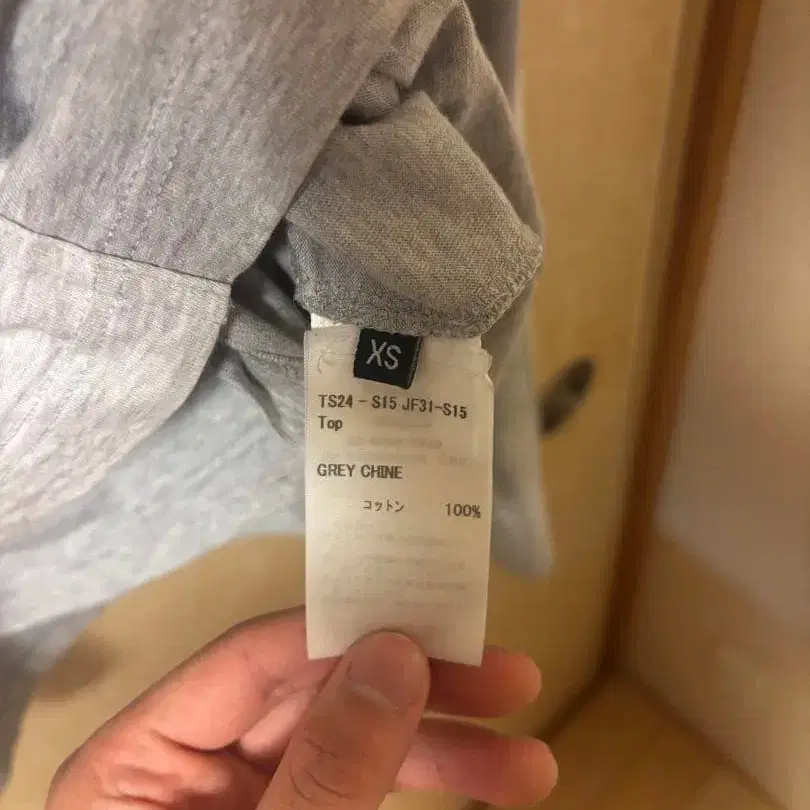 XS
TS24 - S15 JF31-S15
Top
GREY CHINE
コットン 100%